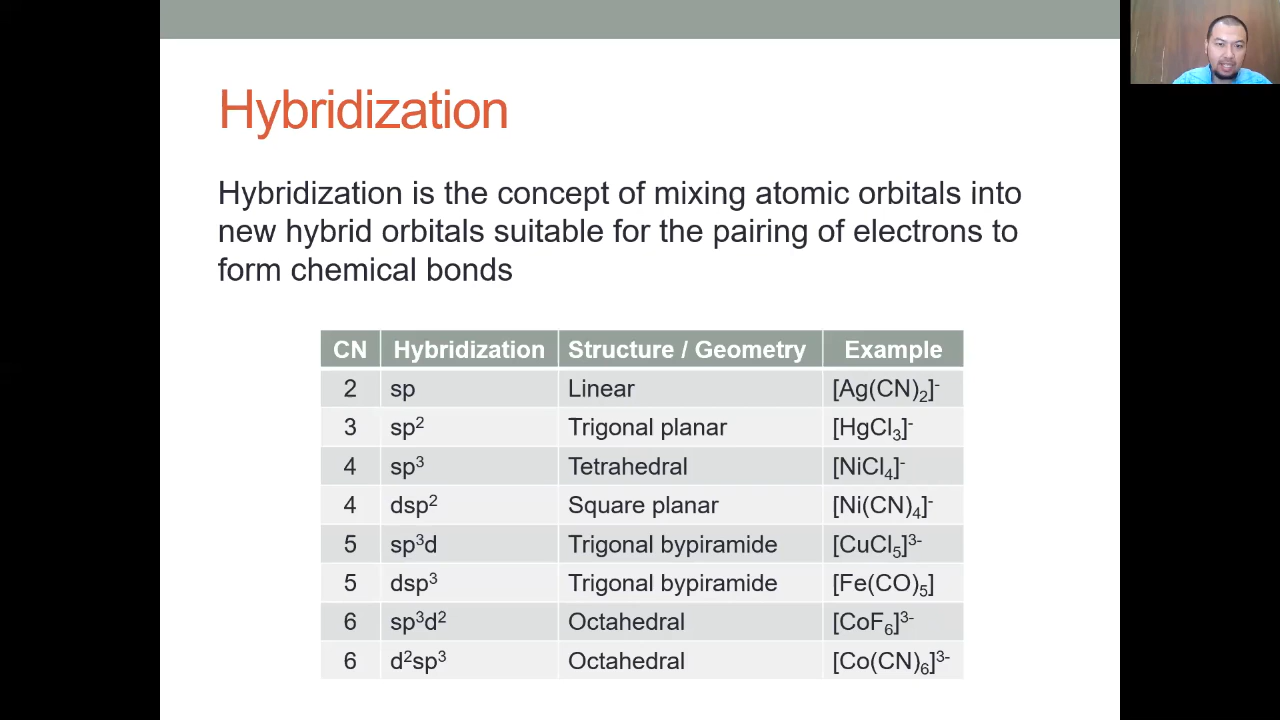 Hybridization
Hybridization is the concept of mixing atomic orbitals into
new hybrid orbitals suitable for the pairing of electrons to
form chemical bonds
CN Hybridization Structure / Geometry Example
2 sp Linear [Ag(CN)₂]⁻
3 sp² Trigonal planar [HgCl₃]⁻
4 sp³ Tetrahedral [NiCl₄]⁻
4 dsp² Square planar [Ni(CN)₄]⁻
5 sp³d Trigonal bypiramide [CuCl₅]³⁻
5 dsp³ Trigonal bypiramide [Fe(CO)₅]
6 sp³d² Octahedral [CoF₆]³⁻
6 d²sp³ Octahedral [Co(CN)₆]³⁻